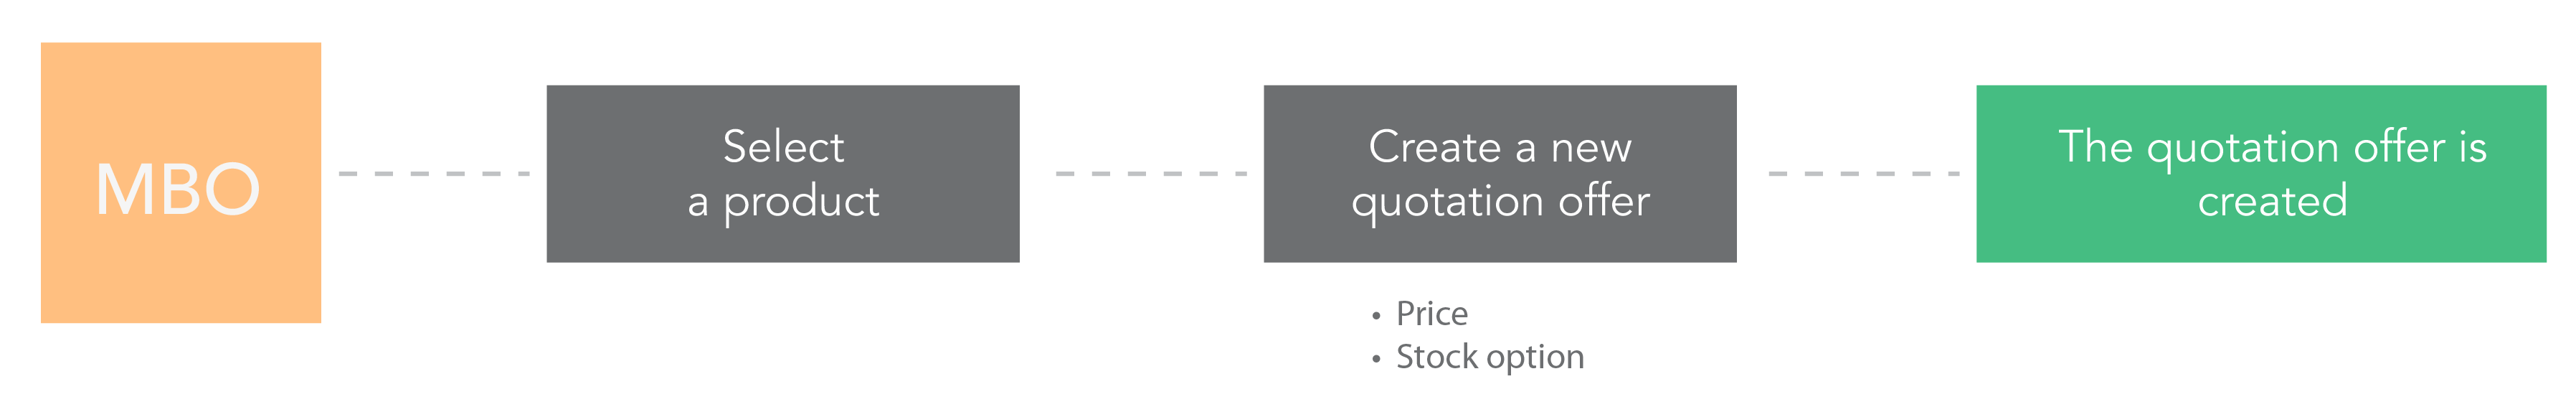 MBO
Select
a product
Create a new
quotation offer
• Price
• Stock option
The quotation offer is
created